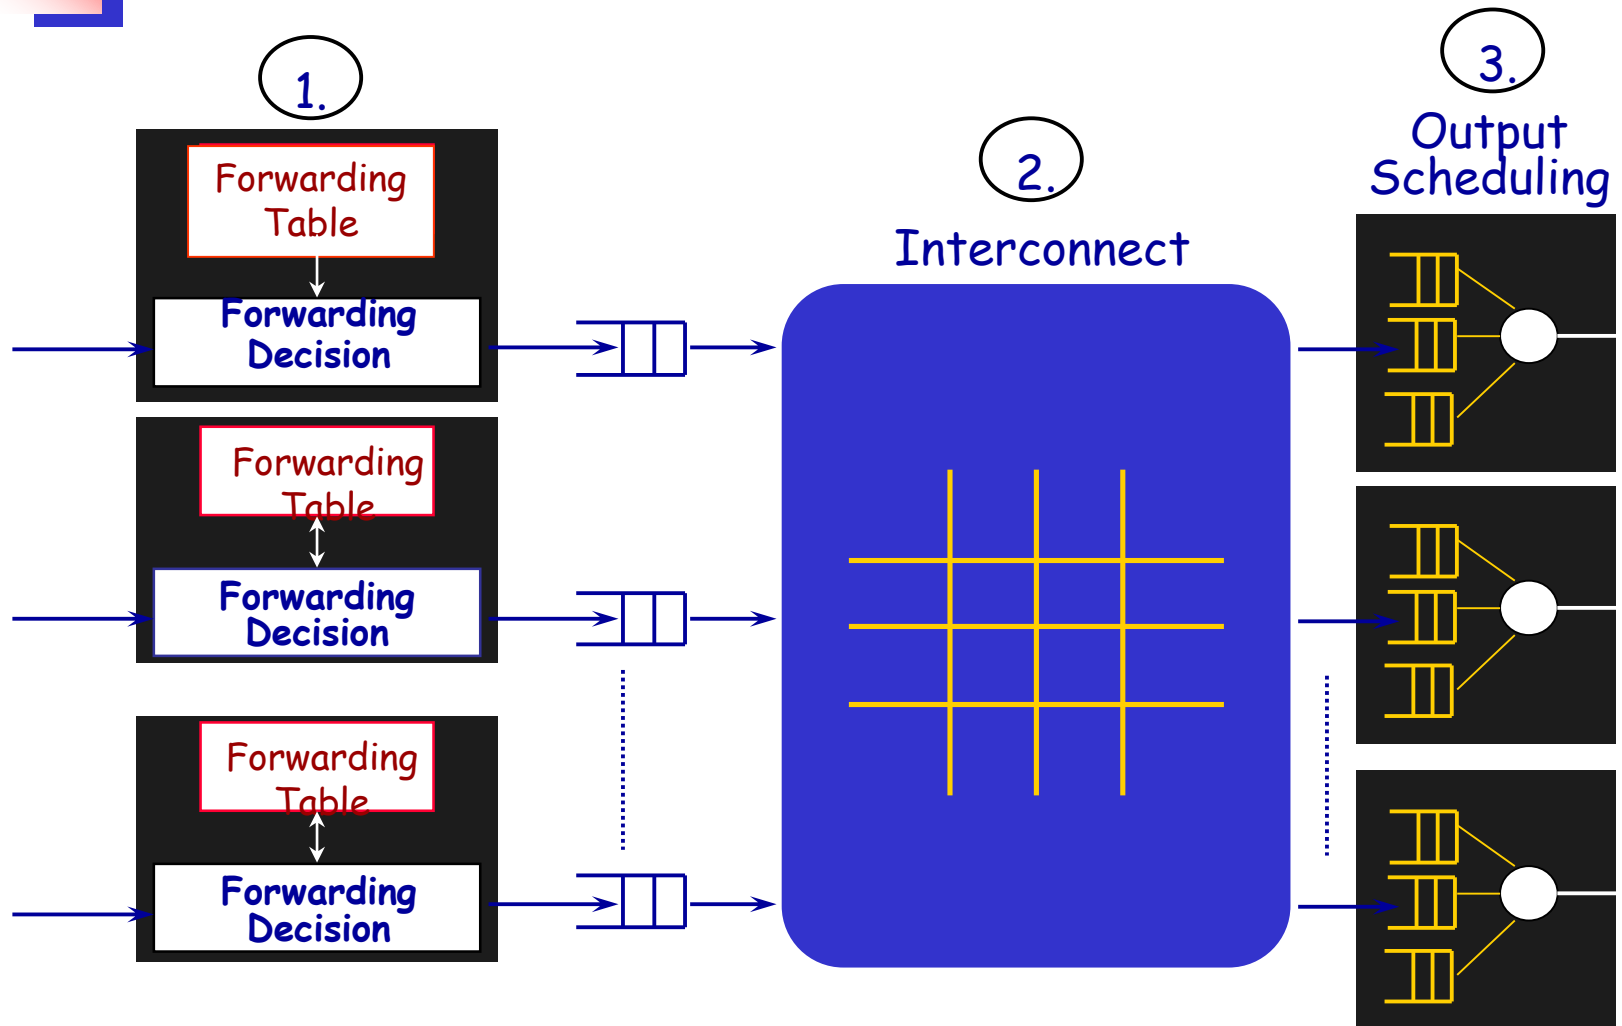 1.
Forwarding
Table
Forwarding
Decision
Forwarding
Table
Forwarding
Decision
Forwarding
Table
Forwarding
Decision
2.
Interconnect
3.
Output
Scheduling